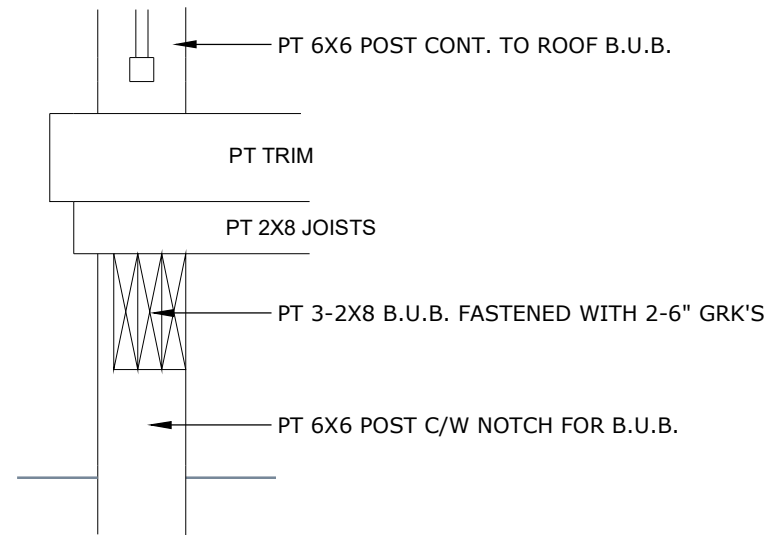 PT 6X6 POST CONT. TO ROOF B.U.B.
PT TRIM
PT 2X8 JOISTS
PT 3-2X8 B.U.B. FASTENED WITH 2-6" GRK'S
PT 6X6 POST C/W NOTCH FOR B.U.B.